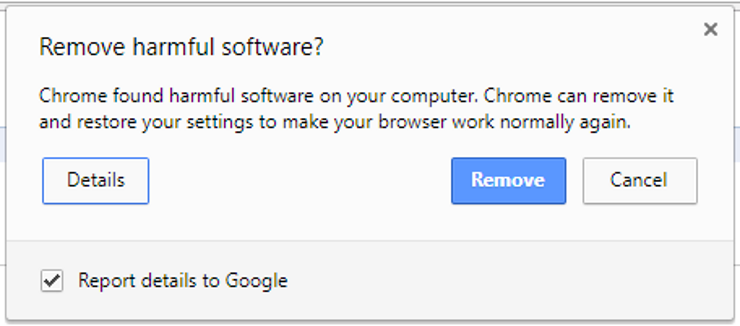 Remove harmful software?
Chrome found harmful software on your computer. Chrome can remove it
and restore your settings to make your browser work normally again.
Details
Remove
Cancel
Report details to Google